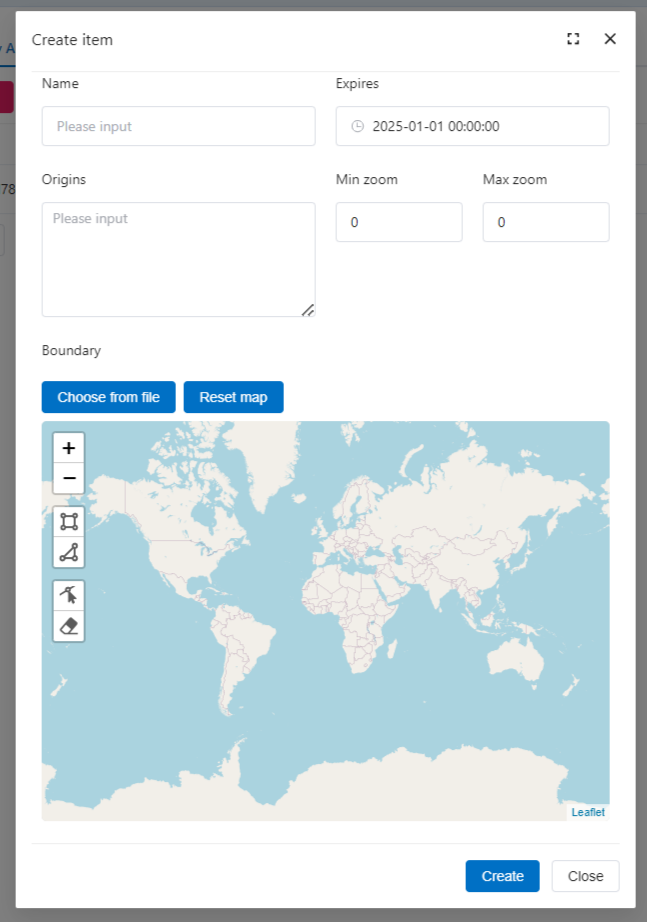 Create item
Name
Expires
Please input
2025-01-01 00:00:00
Origins
Min zoom
Max zoom
Please input
0
0
Boundary
Choose from file
Reset map
+
−
Leaflet
Create
Close
A
78